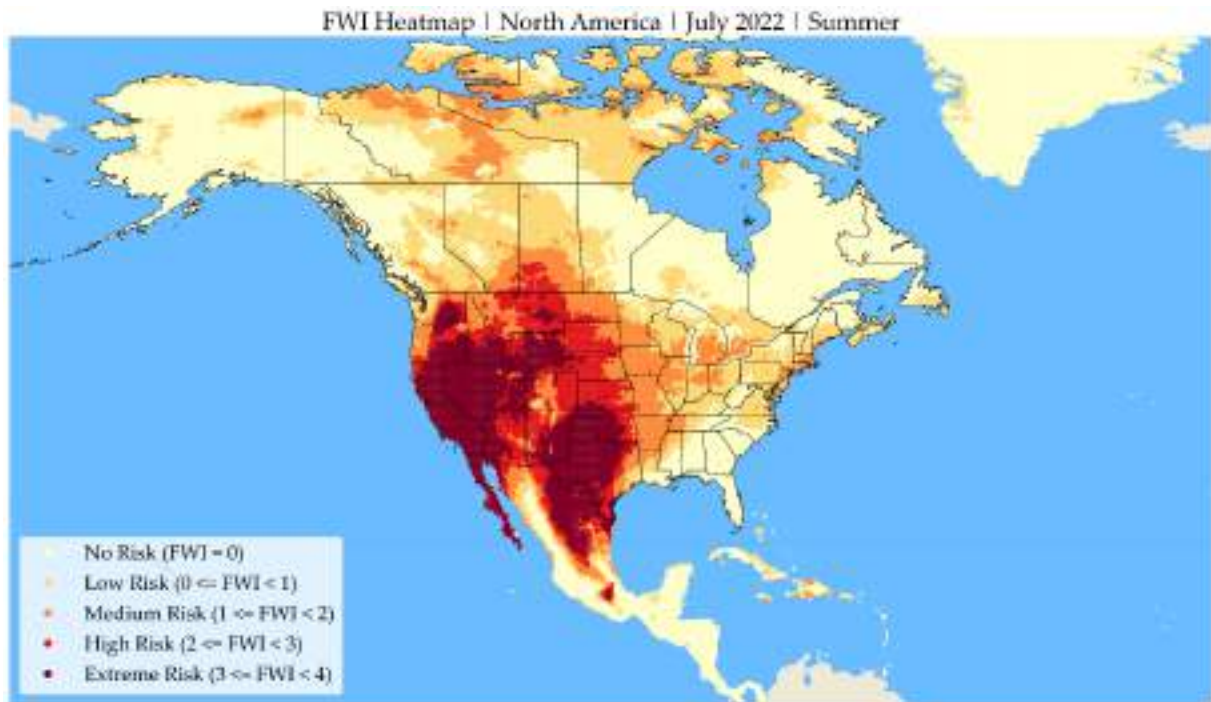 FWI Heatmap | North America | July 2022 | Summer
No Risk (FWI = 0)
Low Risk (0 <= FWI < 1)
Medium Risk (1 <= FWI < 2)
High Risk (2 <= FWI < 3)
Extreme Risk (3 <= FWI < 4)